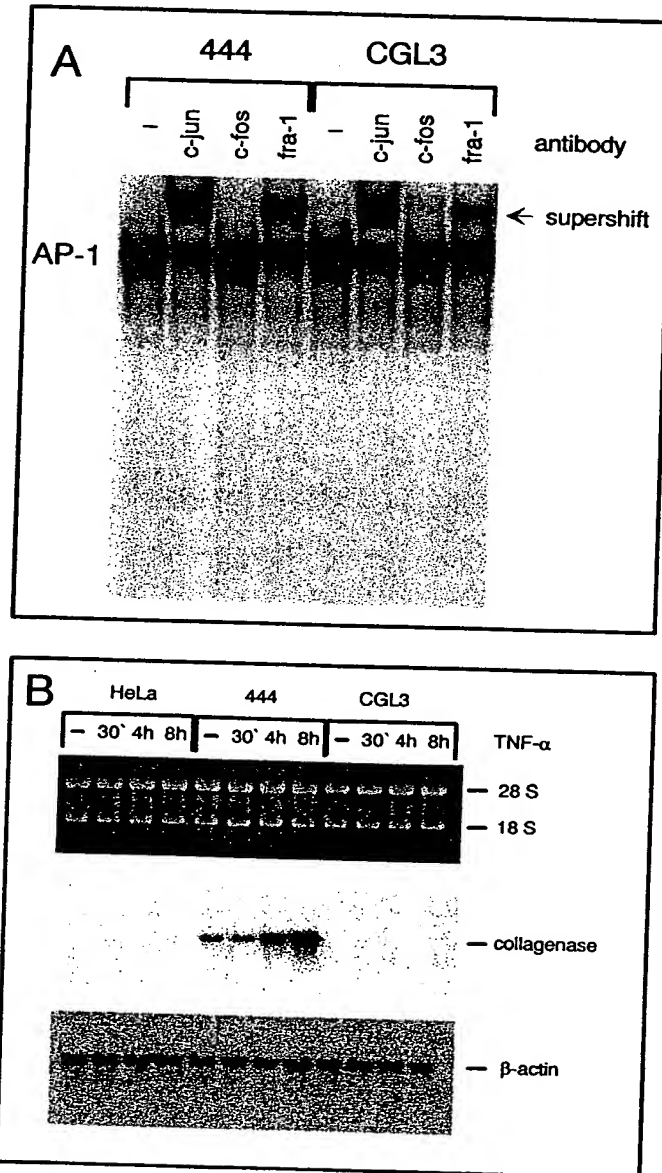 A
444 CGL3
– c-jun c-fos fra-1 – c-jun c-fos fra-1 antibody
← supershift
AP-1
B
HeLa 444 CGL3
– 30` 4h 8h – 30` 4h 8h – 30` 4h 8h TNF-α
– 28 S
– 18 S
– collagenase
– β-actin